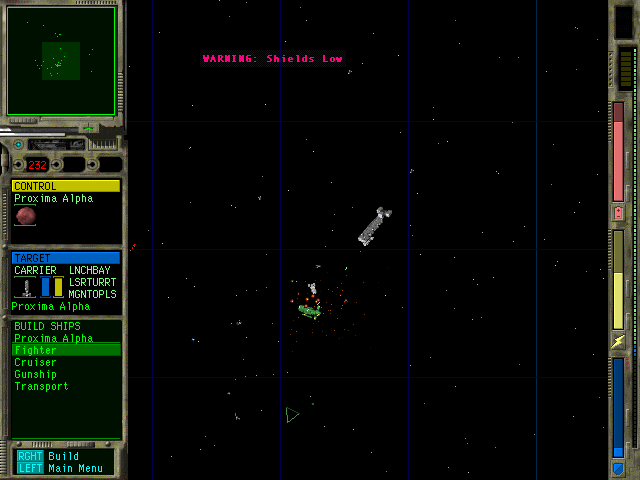 WARNING: Shields Low
232
CONTROL
Proxima Alpha
TARGET
CARRIER LNCHBAY
LSRTURRT
MGNTOPLS
Proxima Alpha
BUILD SHIPS
Proxima Alpha
Fighter
Cruiser
Gunship
Transport
RGHT Build
LEFT Main Menu